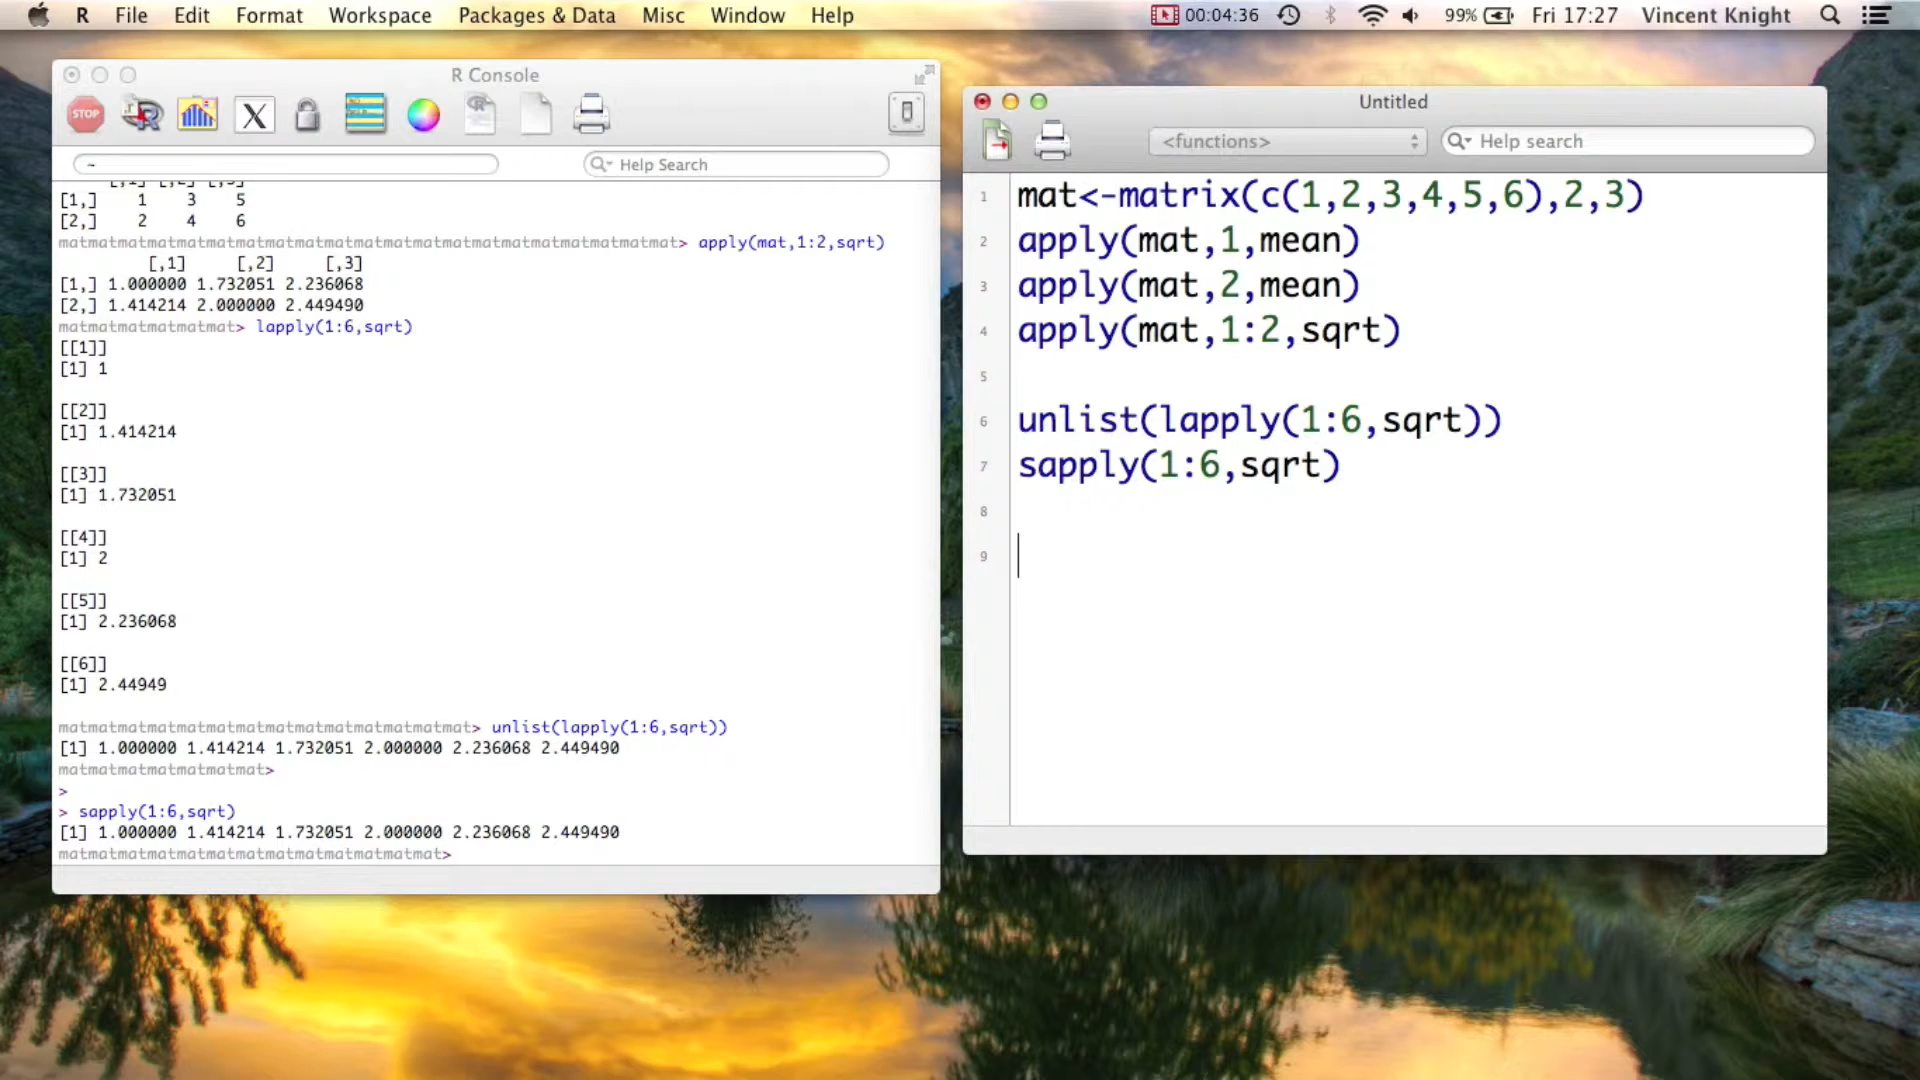 R File Edit Format Workspace Packages & Data Misc Window Help 00:04:36 99% Fri 17:27 Vincent Knight
R Console
STOP
X
~
Help Search
[,1] [,2] [,3]
[1,] 1 3 5
[2,] 2 4 6
matmatmatmatmatmatmatmatmatmatmatmatmatmatmatmatmatmatmatmatmat> apply(mat,1:2,sqrt)
[,1] [,2] [,3]
[1,] 1.000000 1.732051 2.236068
[2,] 1.414214 2.000000 2.449490
matmatmatmatmatmat> lapply(1:6,sqrt)
[[1]]
[1] 1
[[2]]
[1] 1.414214
[[3]]
[1] 1.732051
[[4]]
[1] 2
[[5]]
[1] 2.236068
[[6]]
[1] 2.44949
matmatmatmatmatmatmatmatmatmatmatmatmatmat> unlist(lapply(1:6,sqrt))
[1] 1.000000 1.414214 1.732051 2.000000 2.236068 2.449490
matmatmatmatmatmatmat>
>
> sapply(1:6,sqrt)
[1] 1.000000 1.414214 1.732051 2.000000 2.236068 2.449490
matmatmatmatmatmatmatmatmatmatmatmatmat>
Untitled
<functions>
Help search
1 mat<-matrix(c(1,2,3,4,5,6),2,3)
2 apply(mat,1,mean)
3 apply(mat,2,mean)
4 apply(mat,1:2,sqrt)
5
6 unlist(lapply(1:6,sqrt))
7 sapply(1:6,sqrt)
8
9